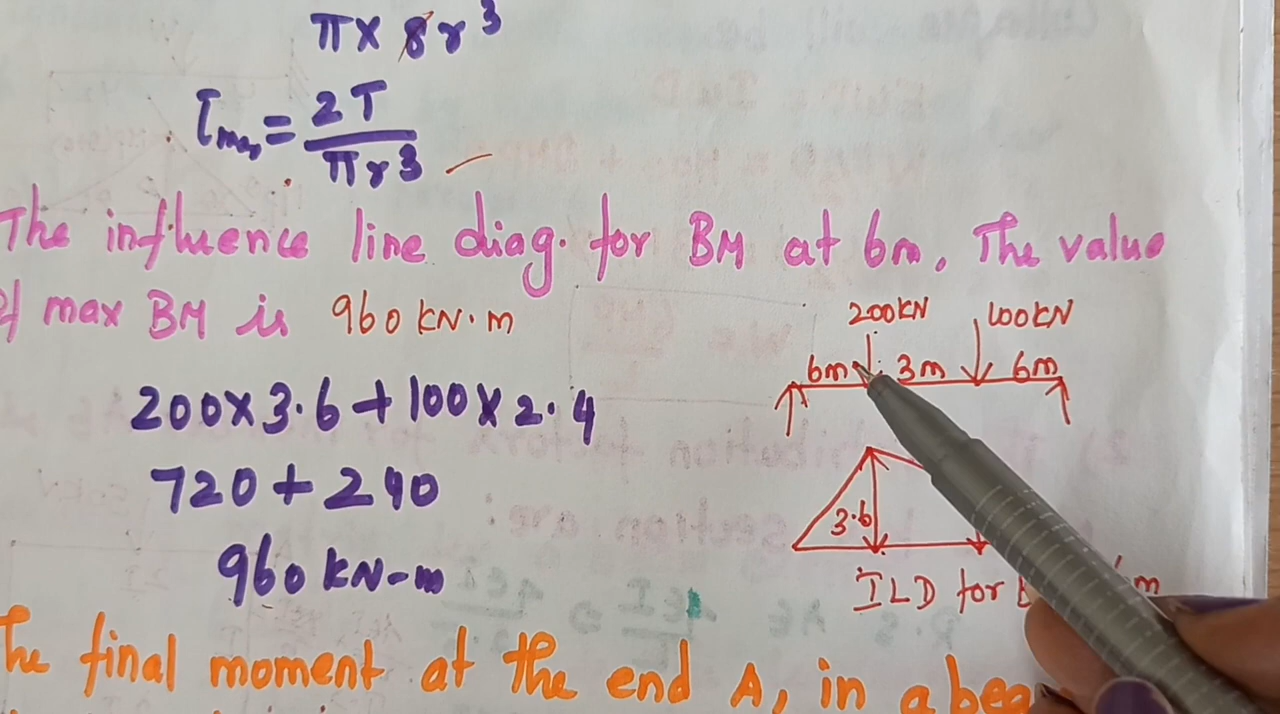 π × 8 r³
τmax = 2T / πr³
The influence line diag. for BM at 6m. The value
of max BM is 960 KN.m
200KN 100KN
6m 3m 6m
200×3.6 + 100×2.4
720 + 240
3.6
960 KN-m
ILD for m
The final moment at the end A, in a